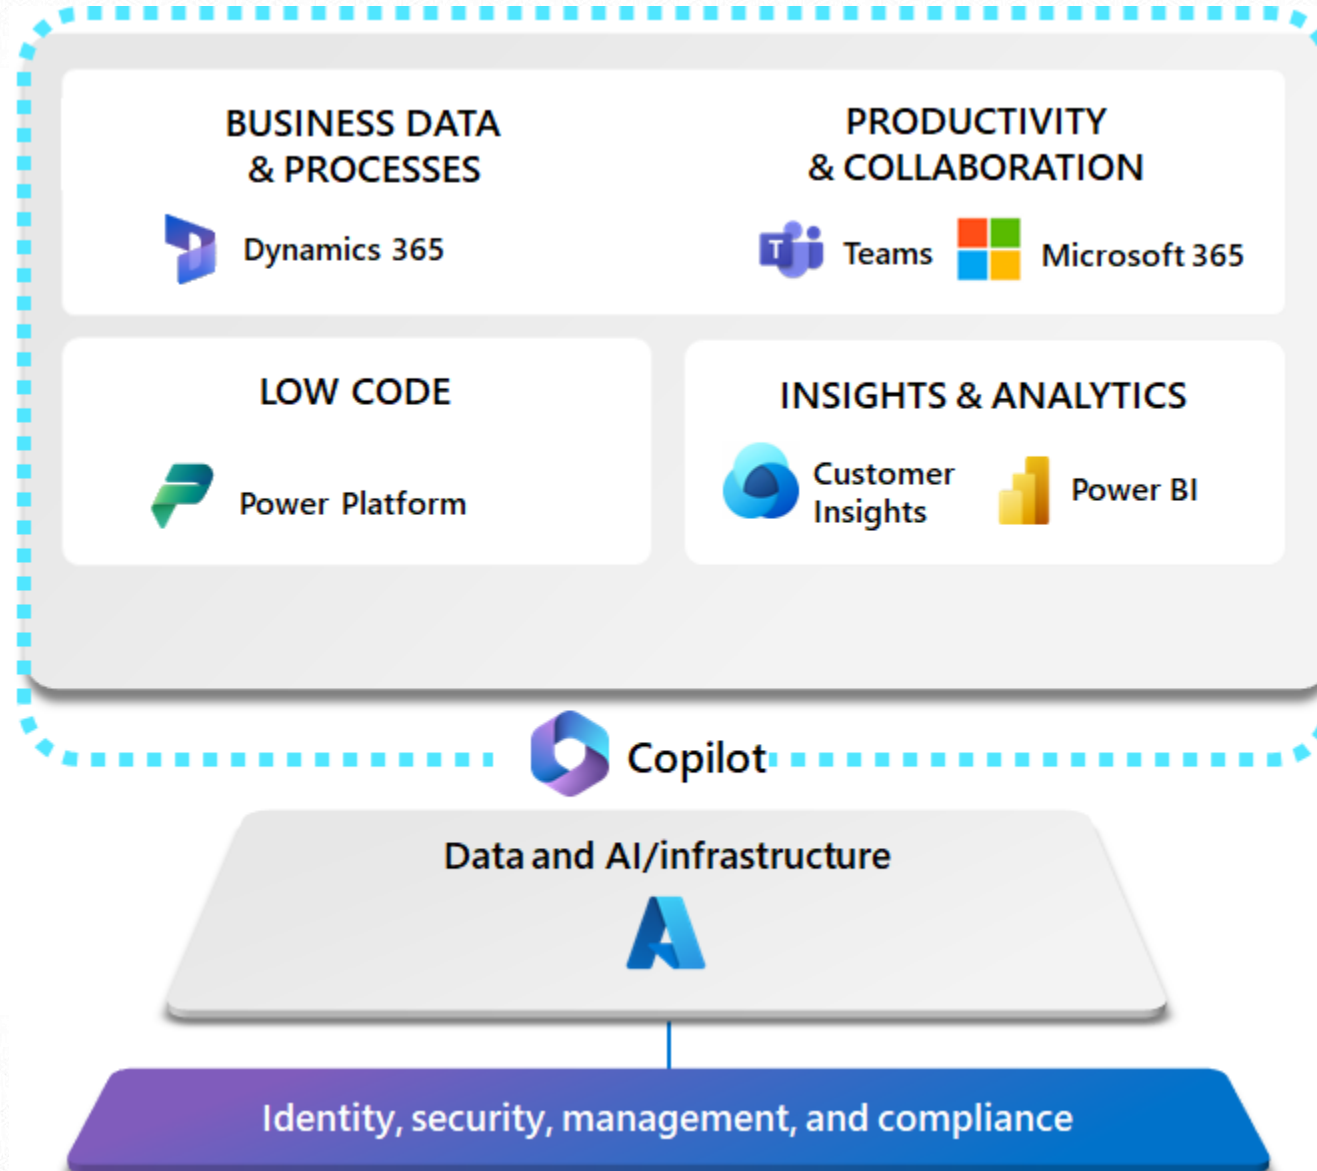 BUSINESS DATA
& PROCESSES
Dynamics 365
PRODUCTIVITY
& COLLABORATION
T
Teams
Microsoft 365
LOW CODE
Power Platform
INSIGHTS & ANALYTICS
Customer
Insights
Power BI
Copilot
Data and AI/infrastructure
Identity, security, management, and compliance